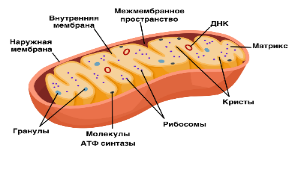 Межмембранное
пространство
Внутренняя
мембрана
ДНК
Наружная
мембрана
Матрикс
Кристы
Рибосомы
Гранулы
Молекулы
АТФ синтазы